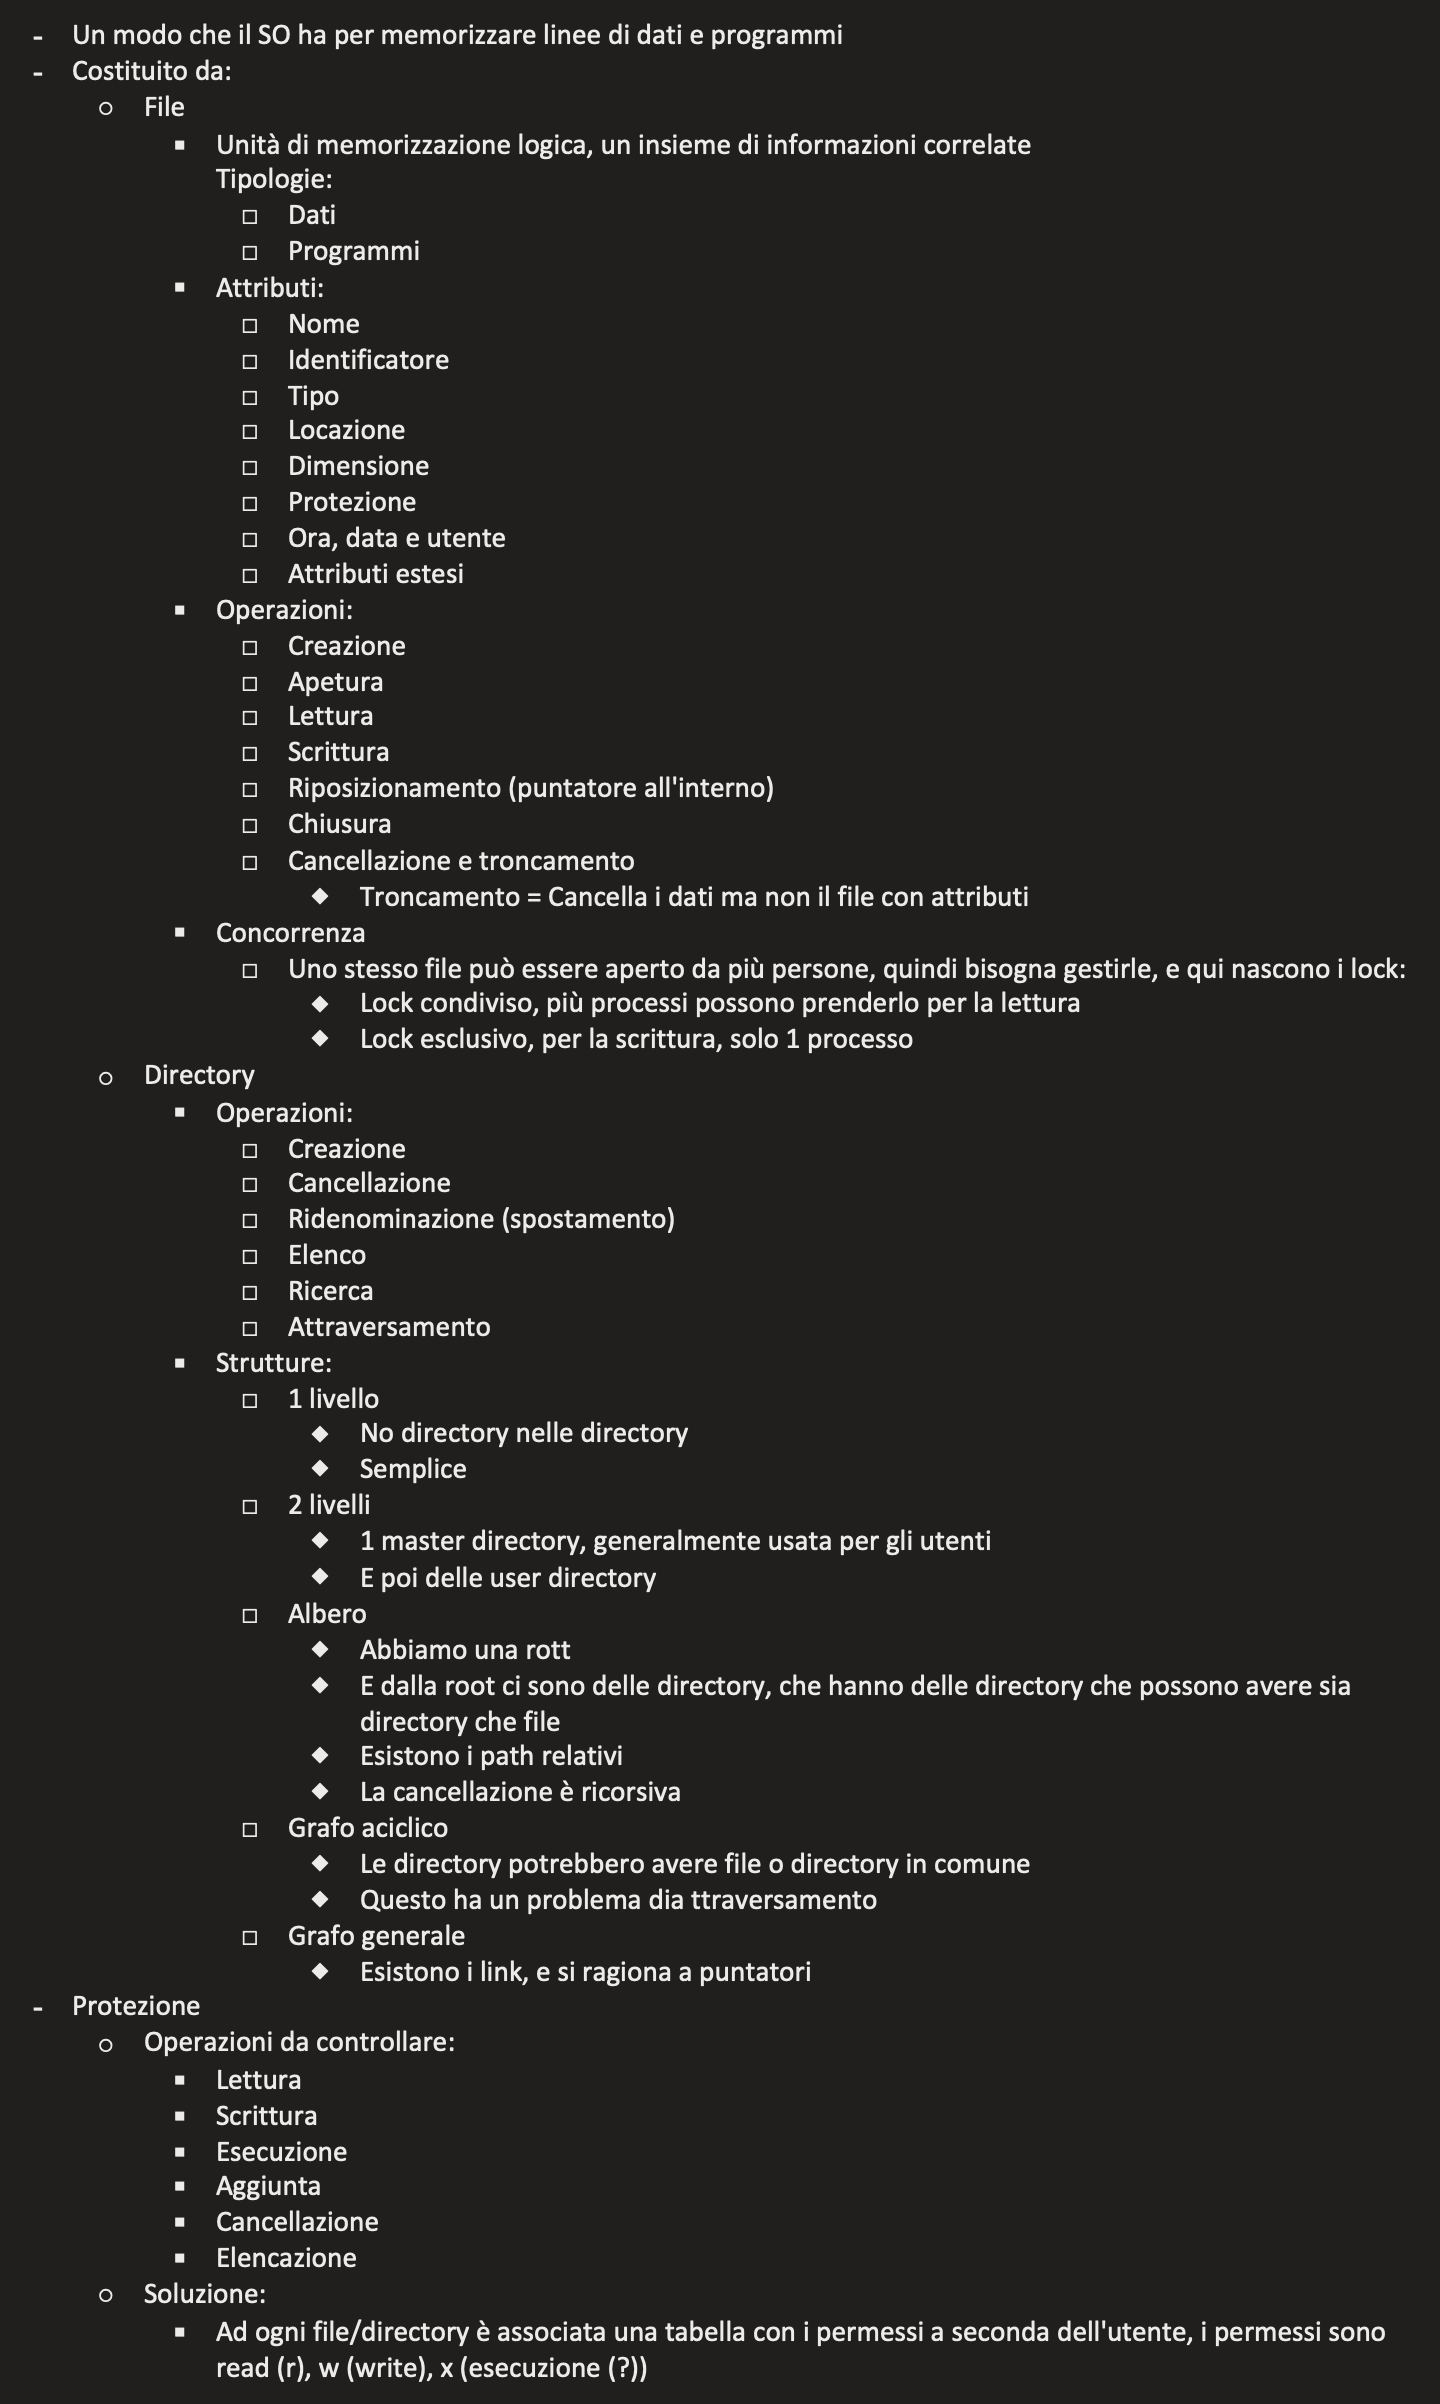 - Un modo che il SO ha per memorizzare linee di dati e programmi
- Costituito da:
○ File
▪ Unità di memorizzazione logica, un insieme di informazioni correlate
Tipologie:
□ Dati
□ Programmi
▪ Attributi:
□ Nome
□ Identificatore
□ Tipo
□ Locazione
□ Dimensione
□ Protezione
□ Ora, data e utente
□ Attributi estesi
▪ Operazioni:
□ Creazione
□ Apetura
□ Lettura
□ Scrittura
□ Riposizionamento (puntatore all'interno)
□ Chiusura
□ Cancellazione e troncamento
◆ Troncamento = Cancella i dati ma non il file con attributi
▪ Concorrenza
□ Uno stesso file può essere aperto da più persone, quindi bisogna gestirle, e qui nascono i lock:
◆ Lock condiviso, più processi possono prenderlo per la lettura
◆ Lock esclusivo, per la scrittura, solo 1 processo
○ Directory
▪ Operazioni:
□ Creazione
□ Cancellazione
□ Ridenominazione (spostamento)
□ Elenco
□ Ricerca
□ Attraversamento
▪ Strutture:
□ 1 livello
◆ No directory nelle directory
◆ Semplice
□ 2 livelli
◆ 1 master directory, generalmente usata per gli utenti
◆ E poi delle user directory
□ Albero
◆ Abbiamo una rott
◆ E dalla root ci sono delle directory, che hanno delle directory che possono avere sia
directory che file
◆ Esistono i path relativi
◆ La cancellazione è ricorsiva
□ Grafo aciclico
◆ Le directory potrebbero avere file o directory in comune
◆ Questo ha un problema dia ttraversamento
□ Grafo generale
◆ Esistono i link, e si ragiona a puntatori
- Protezione
○ Operazioni da controllare:
▪ Lettura
▪ Scrittura
▪ Esecuzione
▪ Aggiunta
▪ Cancellazione
▪ Elencazione
○ Soluzione:
▪ Ad ogni file/directory è associata una tabella con i permessi a seconda dell'utente, i permessi sono
read (r), w (write), x (esecuzione (?))